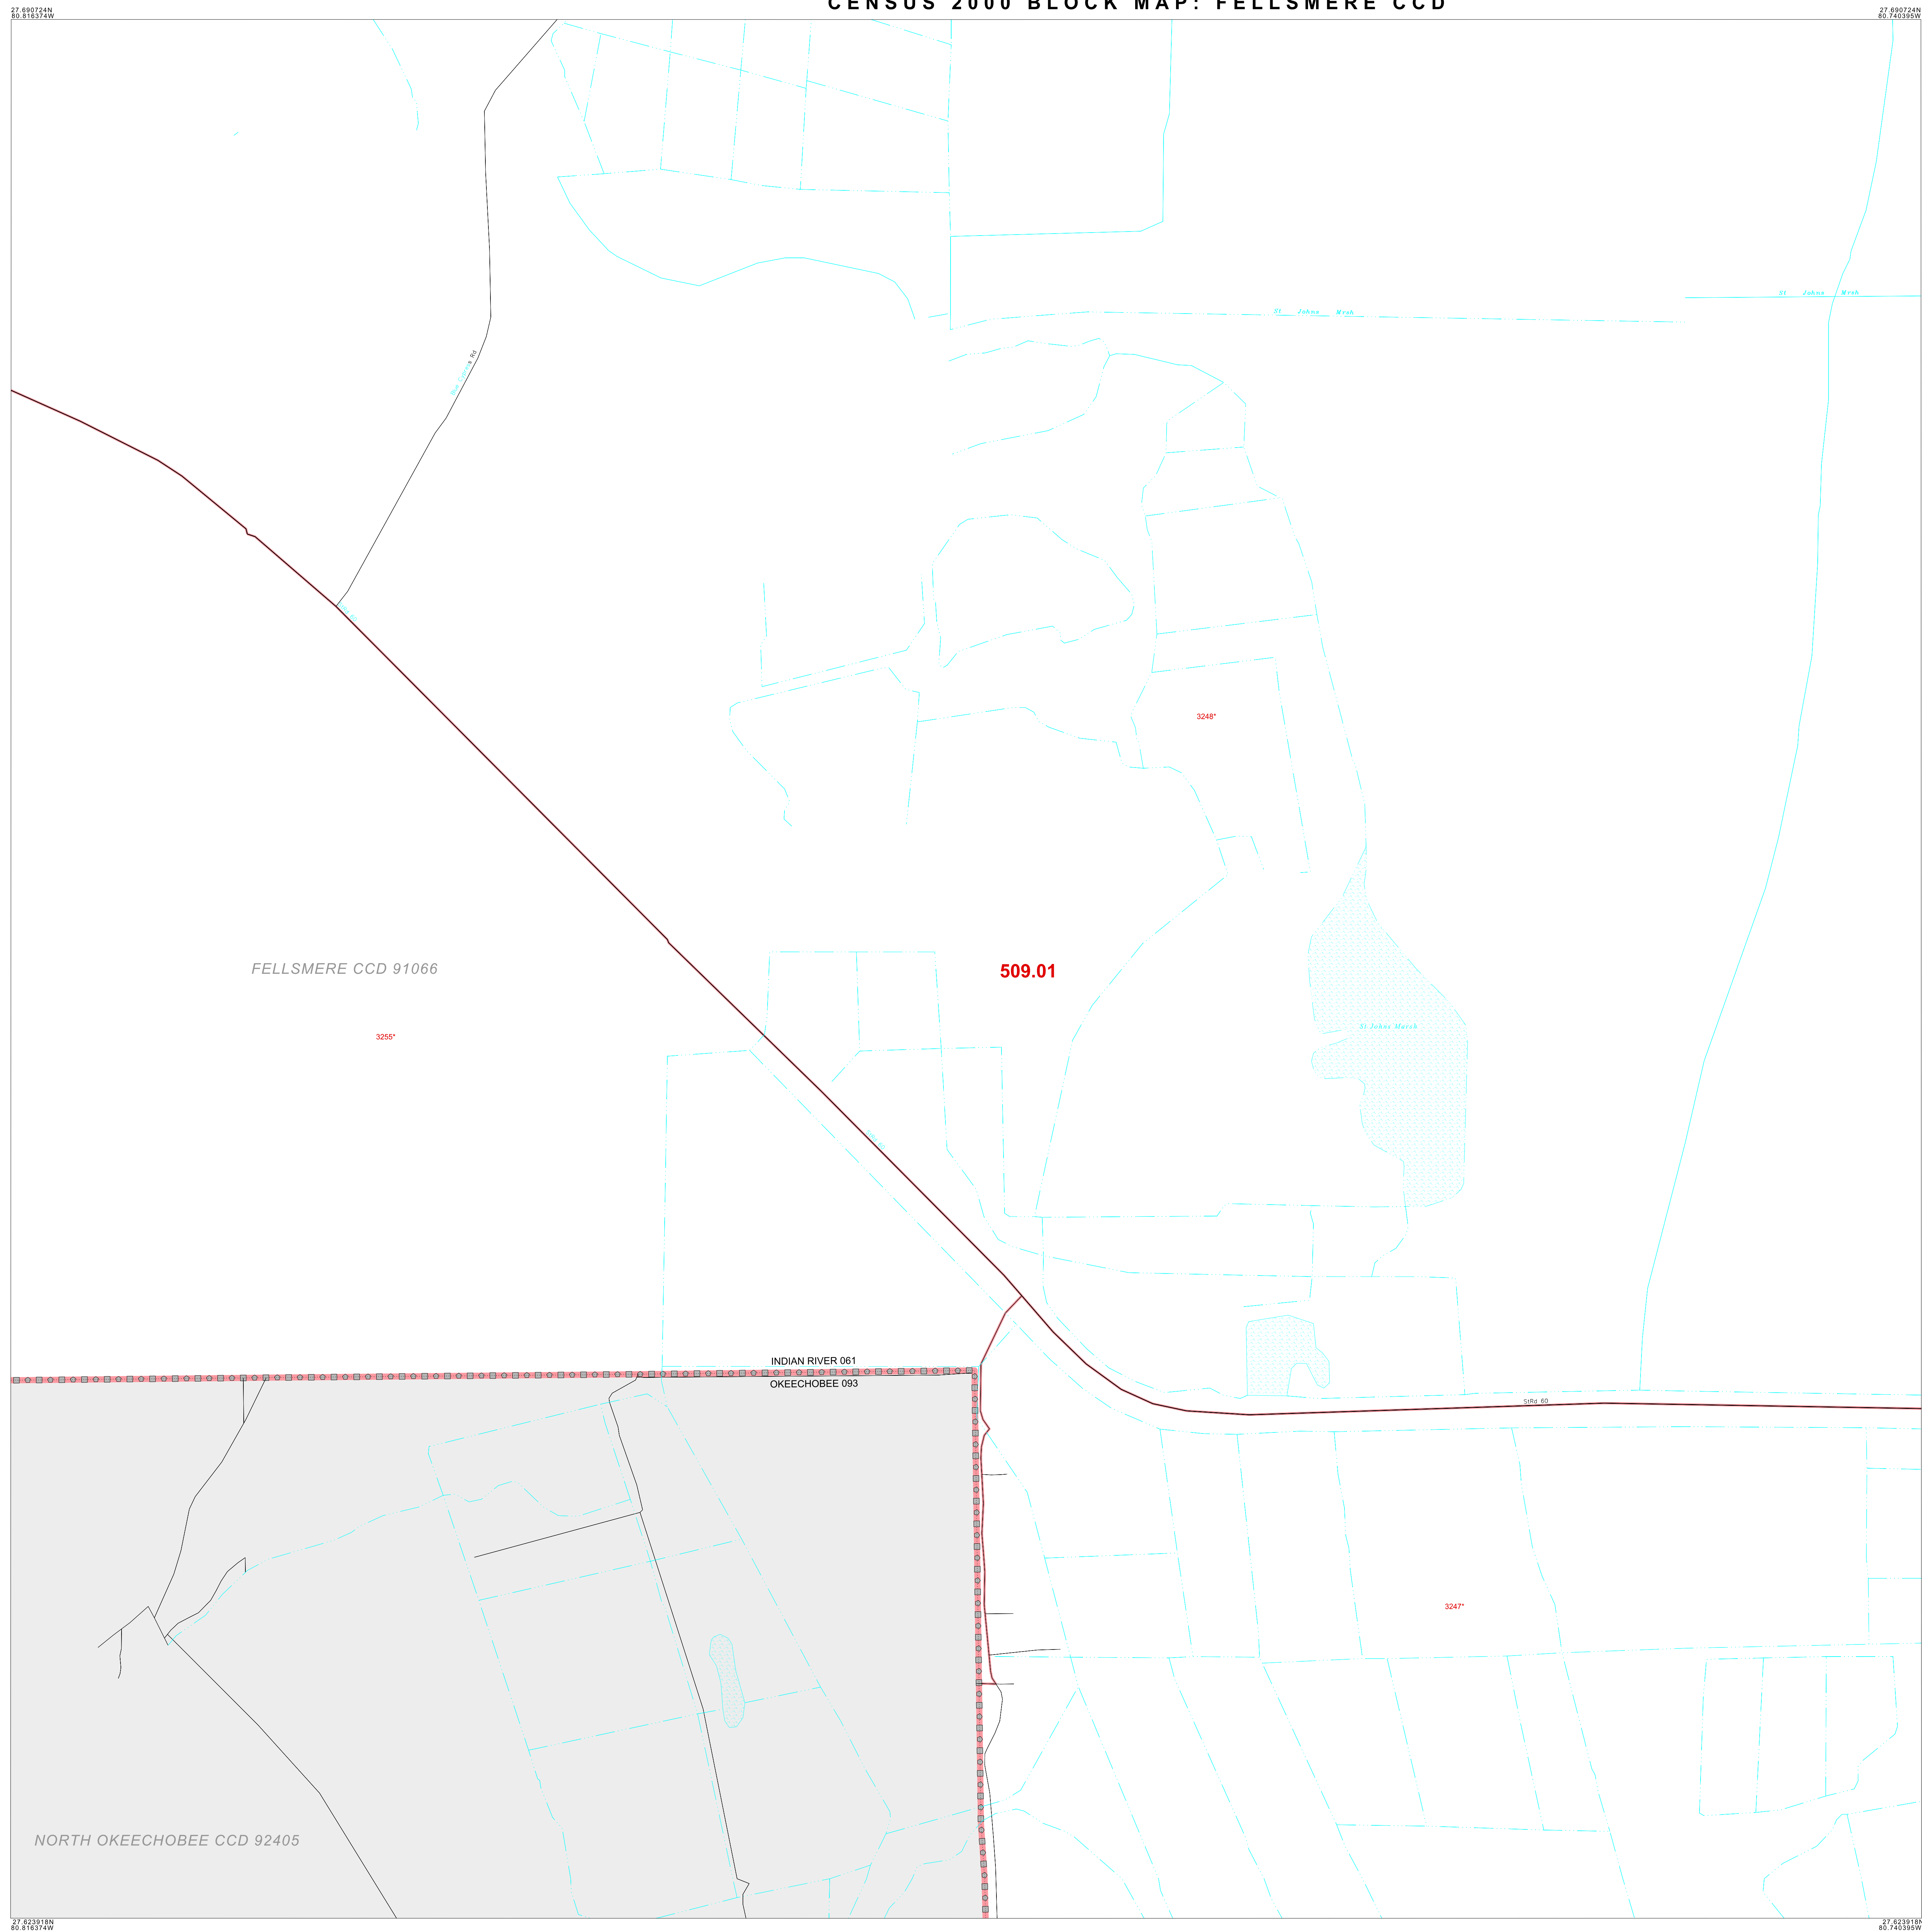 CENSUS 2000 BLOCK MAP: FELLSMERE CCD
27.690724N
80.816374W
27.690724N
80.740395W
St Johns Mrsh
St Johns Mrsh
Rd
3248*
FELLSMERE CCD 91066
509.01
3255*
St Johns Marsh
INDIAN RIVER 061
OKEECHOBEE 093
StRd 60
3247*
NORTH OKEECHOBEE CCD 92405
27.623918N
80.816374W
27.623918N
80.740395W